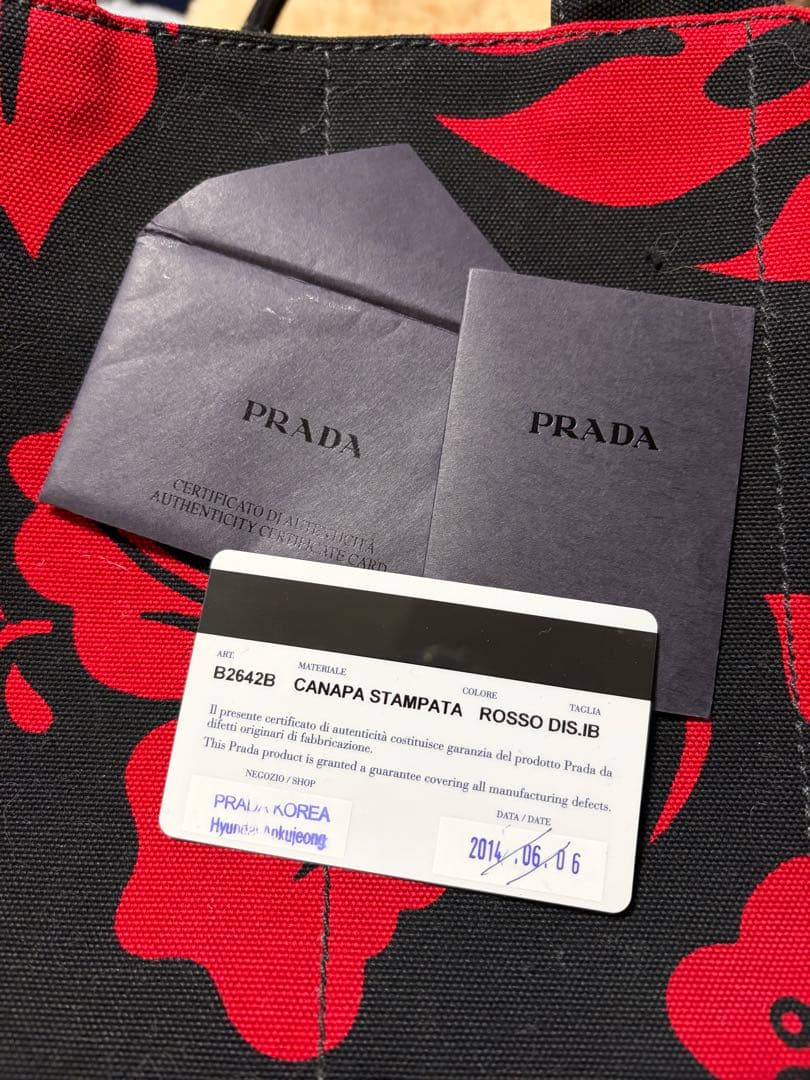 PRADA
CERTIFICATO DI AUTENTICITÀ
AUTHENTICITY CERTIFICATE CARD
PRADA
ART. MATERIALE COLORE TAGLIA
B2642B CANAPA STAMPATA ROSSO DIS.IB
Il presente certificato di autenticità costituisce garanzia del prodotto Prada da
difetti originari di fabbricazione.
This Prada product is granted a guarantee covering all manufacturing defects.
NEGOZIO / SHOP
PRADA KOREA
DATA / DATE
2014.06.06